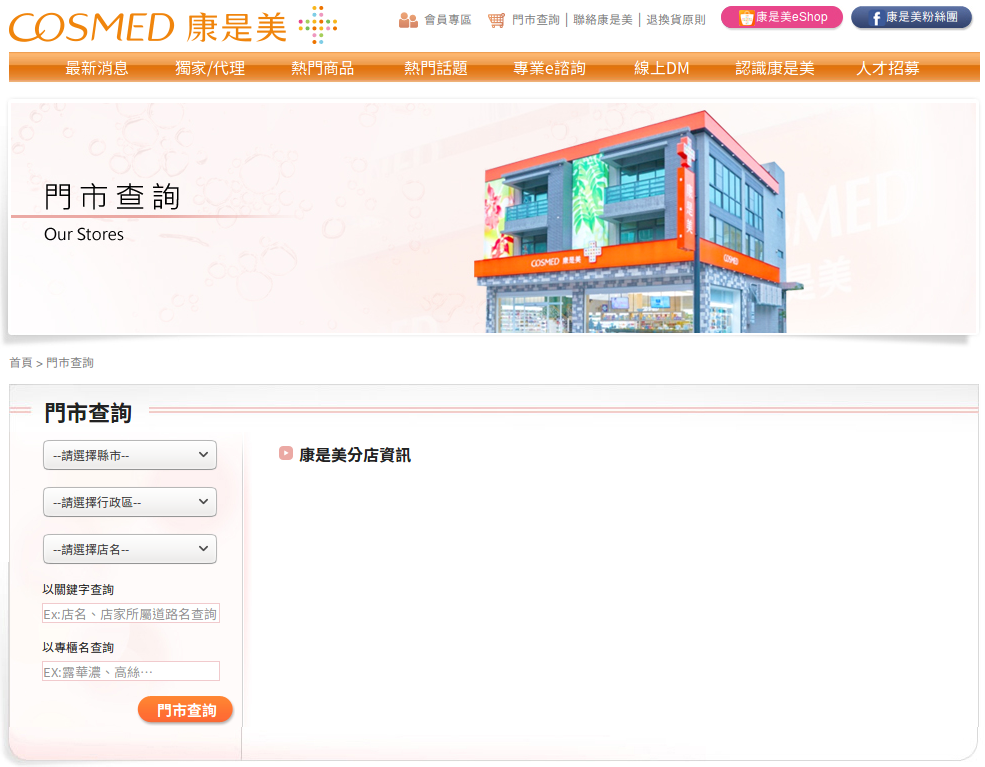 COSMED 康是美
會員專區 門市查詢 | 聯絡康是美 | 退換貨原則 康是美eShop 康是美粉絲團
最新消息 獨家/代理 熱門商品 熱門話題 專業e諮詢 線上DM 認識康是美 人才招募
門市查詢
Our Stores
康是美
COSMED 康是美
COSMED
首頁 > 門市查詢
門市查詢
--請選擇縣市--
--請選擇行政區--
--請選擇店名--
以關鍵字查詢
Ex:店名、店家所屬道路名查詢
以專櫃名查詢
EX:露華濃、高絲…
門市查詢
康是美分店資訊